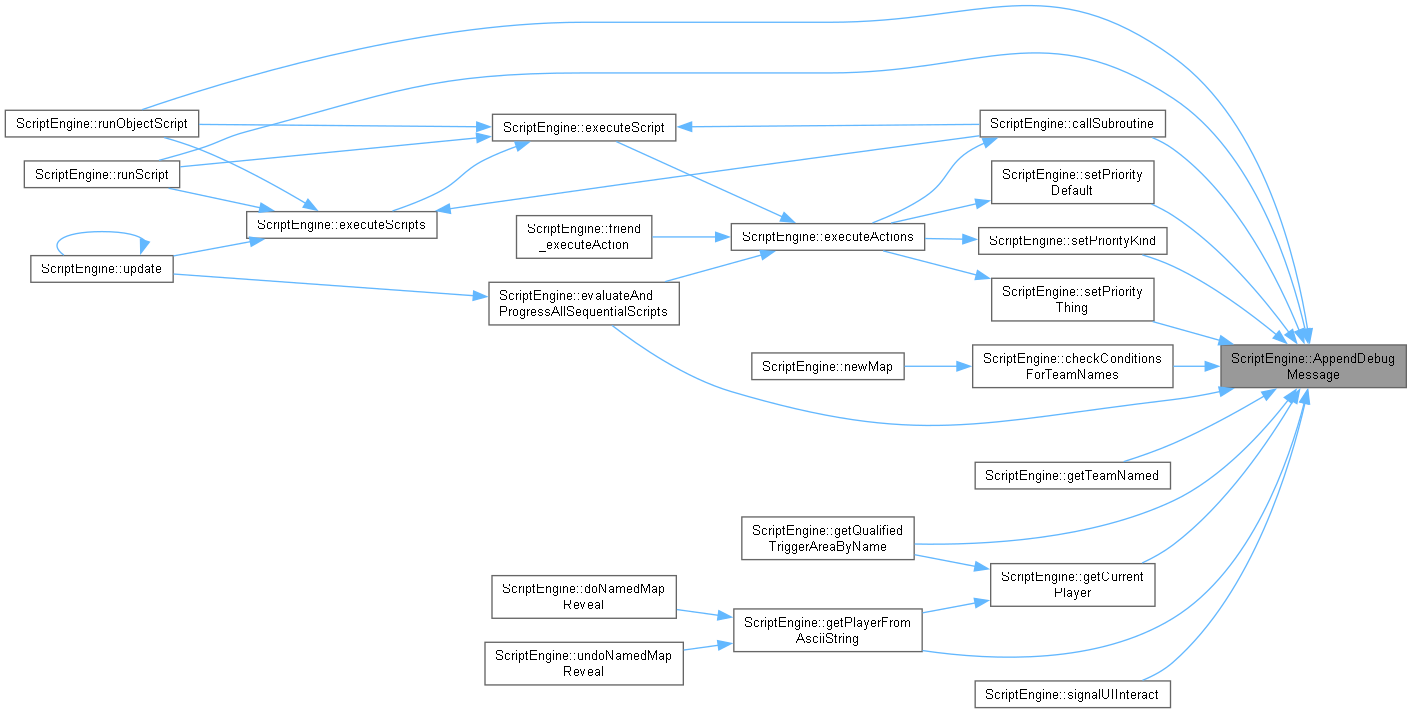 ScriptEngine::runObjectScript
ScriptEngine::executeScript
ScriptEngine::callSubroutine
ScriptEngine::runScript
ScriptEngine::setPriority
Default
ScriptEngine::executeScripts
ScriptEngine::friend
_executeAction
ScriptEngine::executeActions
ScriptEngine::setPriorityKind
ScriptEngine::update
ScriptEngine::evaluateAnd
ProgressAllSequentialScripts
ScriptEngine::setPriority
Thing
ScriptEngine::newMap
ScriptEngine::checkConditions
ForTeamNames
ScriptEngine::AppendDebug
Message
ScriptEngine::getTeamNamed
ScriptEngine::getQualified
TriggerAreaByName
ScriptEngine::getCurrent
Player
ScriptEngine::doNamedMap
Reveal
ScriptEngine::getPlayerFrom
AsciiString
ScriptEngine::undoNamedMap
Reveal
ScriptEngine::signalUIInteract